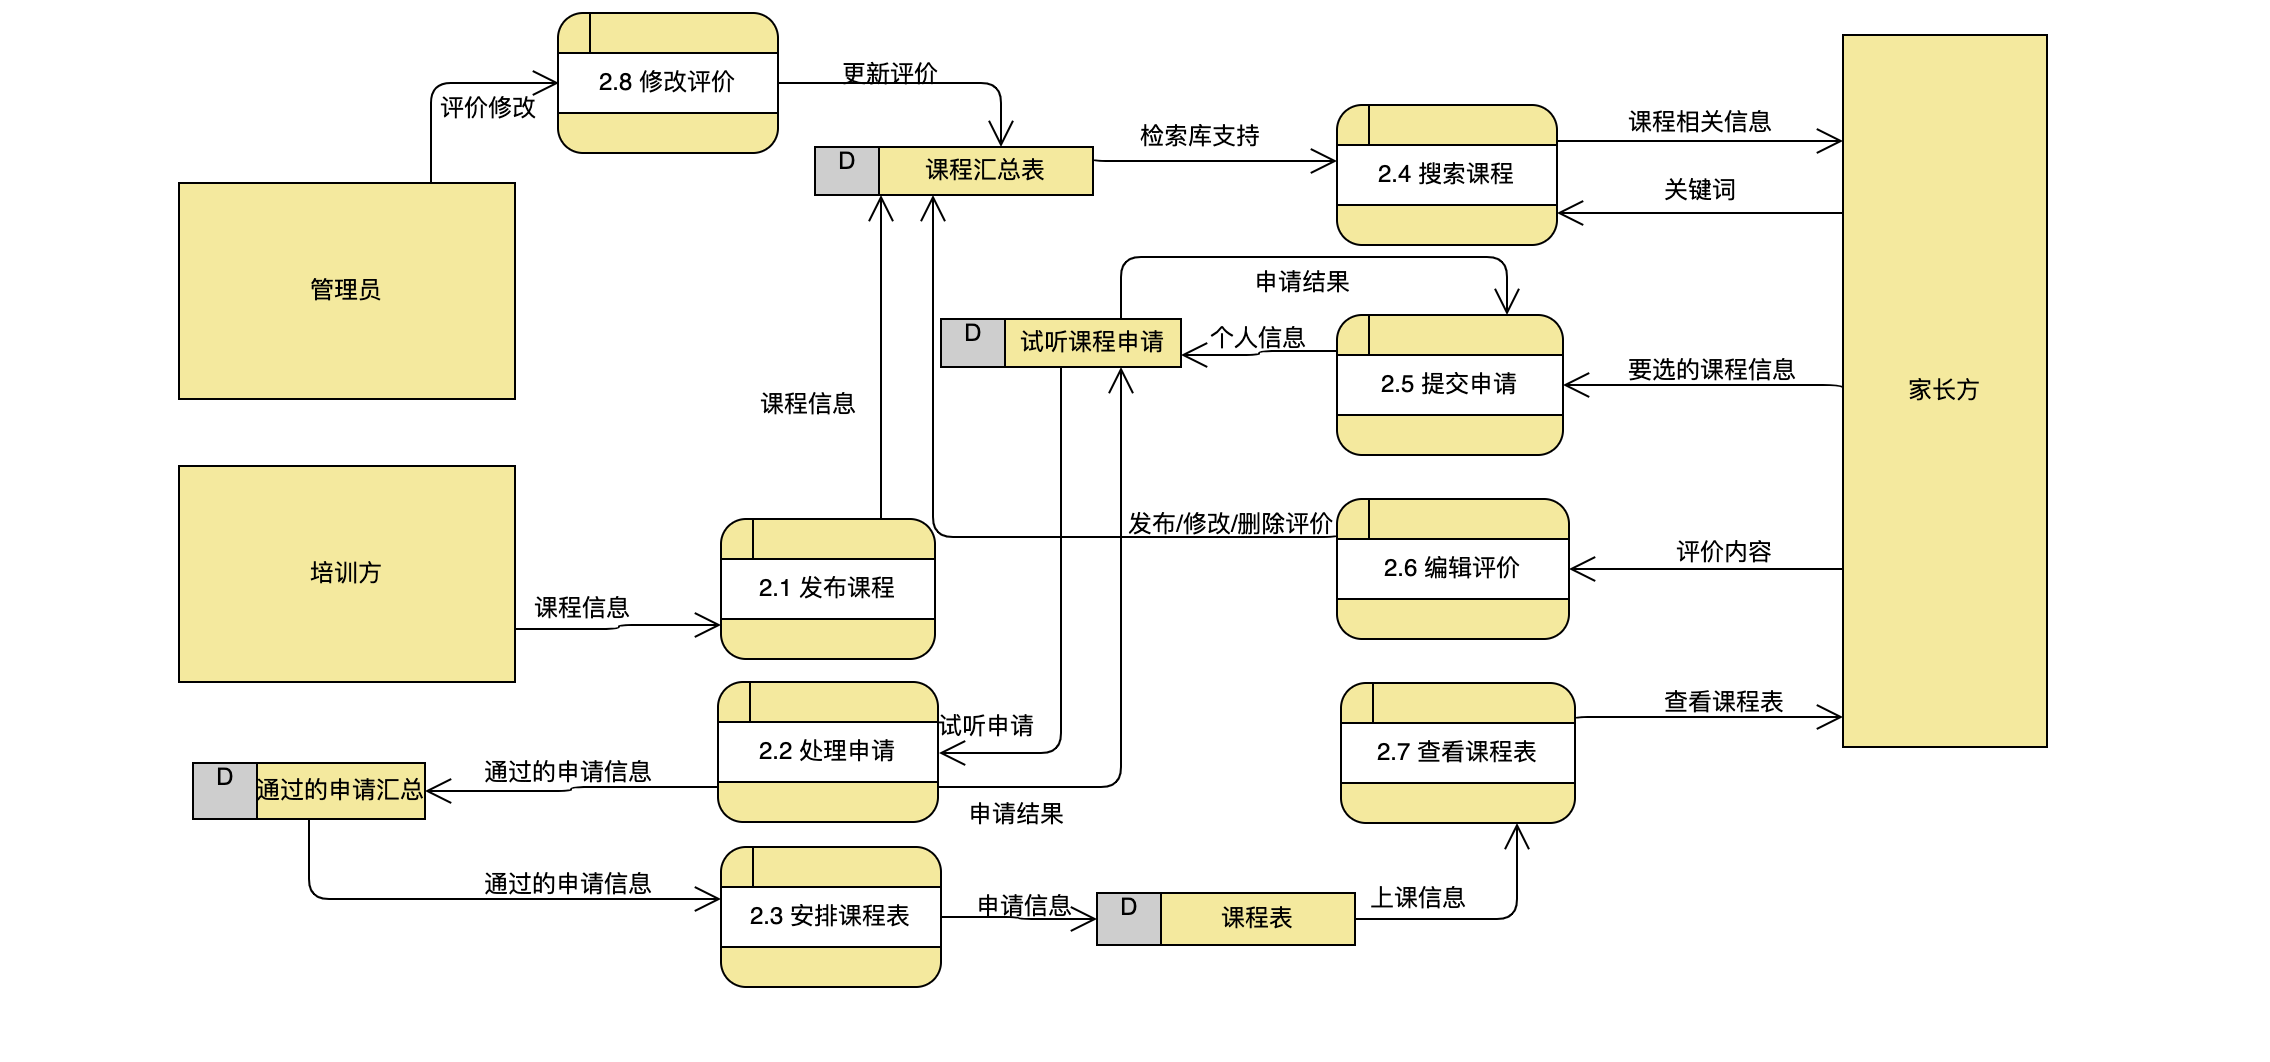 2.8 修改评价
更新评价
评价修改
D
课程汇总表
检索库支持
2.4 搜索课程
课程相关信息
关键词
管理员
申请结果
D
试听课程申请
个人信息
2.5 提交申请
要选的课程信息
家长方
课程信息
发布/修改/删除评价
2.6 编辑评价
评价内容
培训方
课程信息
2.1 发布课程
试听申请
2.2 处理申请
查看课程表
2.7 查看课程表
D
通过的申请汇总
通过的申请信息
申请结果
通过的申请信息
2.3 安排课程表
申请信息
D
课程表
上课信息